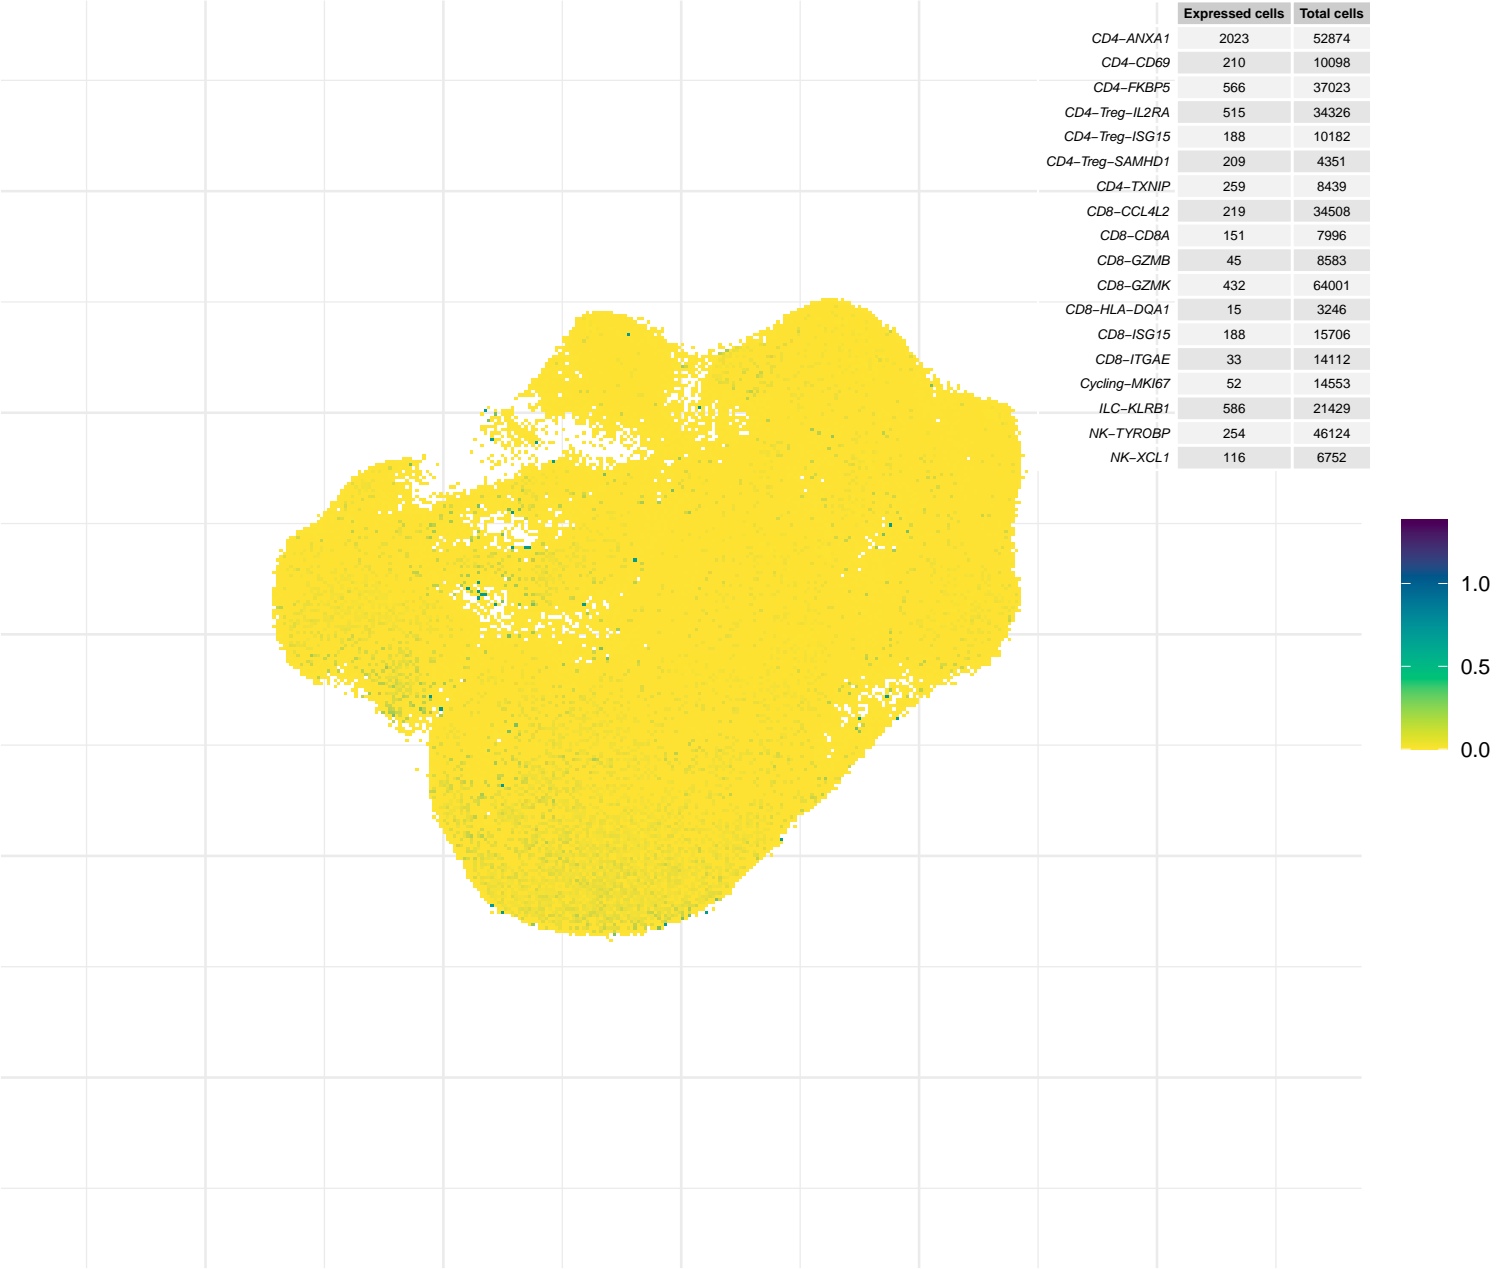 Expressed cells Total cells
CD4−ANXA1 2023 52874
CD4−CD69 210 10098
CD4−FKBP5 566 37023
CD4−Treg−IL2RA 515 34326
CD4−Treg−ISG15 188 10182
CD4−Treg−SAMHD1 209 4351
CD4−TXNIP 259 8439
CD8−CCL4L2 219 34508
CD8−CD8A 151 7996
CD8−GZMB 45 8583
CD8−GZMK 432 64001
CD8−HLA−DQA1 15 3246
CD8−ISG15 188 15706
CD8−ITGAE 33 14112
Cycling−MKI67 52 14553
ILC−KLRB1 586 21429
NK−TYROBP 254 46124
NK−XCL1 116 6752
1.0
0.5
0.0